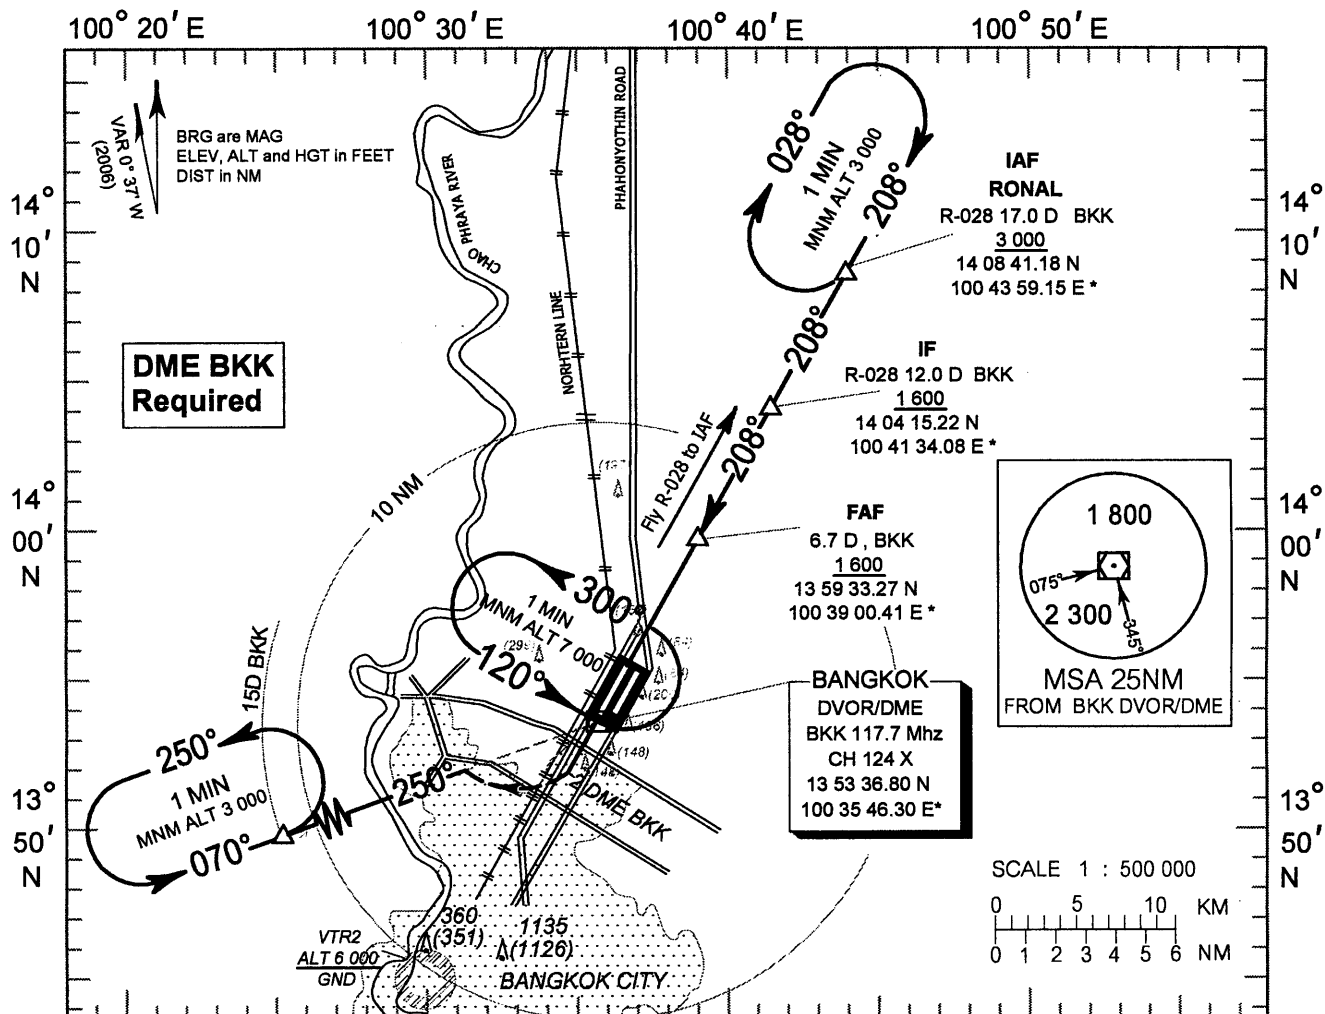 100° 20′ E
100° 30′ E
100° 40′ E
100° 50′ E
VAR 0° 37' W
(2006)
BRG are MAG
ELEV, ALT and HGT in FEET
DIST in NM
14°
10′
N
14°
10′
N
CHAO PHRAYA RIVER
PHAHONYOTHIN ROAD
NORHTERN LINE
028°
1 MIN
MNM ALT 3 000
208°
IAF
RONAL
R-028 17.0 D BKK
3 000
14 08 41.18 N
100 43 59.15 E *
208°
DME BKK
Required
IF
R-028 12.0 D BKK
1 600
14 04 15.22 N
100 41 34.08 E *
208°
Fly R-028 to IAF
10 NM
14°
00′
N
14°
00′
N
FAF
6.7 D , BKK
1 600
13 59 33.27 N
100 39 00.41 E *
1 800
075°
2 300
345°
MSA 25NM
FROM BKK DVOR/DME
300°
1 MIN
MNM ALT 7 000
120°
15D BKK
BANGKOK
DVOR/DME
BKK 117.7 Mhz
CH 124 X
13 53 36.80 N
100 35 46.30 E*
(148)
250°
1 MIN
MNM ALT 3 000
070°
250°
2 DME BKK
13°
50′
N
13°
50′
N
SCALE 1 : 500 000
0 5 10 KM
0 1 2 3 4 5 6 NM
360
(351)
1135
(1126)
VTR2
ALT 6 000
GND
BANGKOK CITY